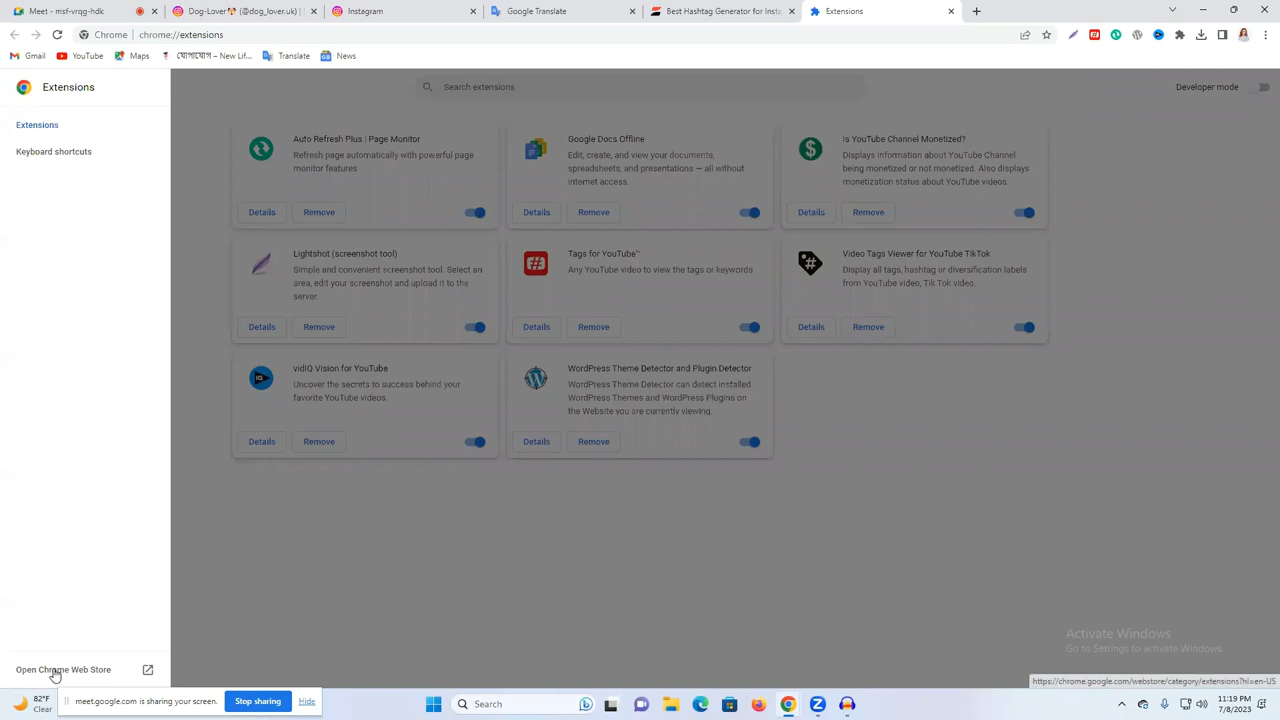 Meet - msf-vrqg-hdk
Dog-Lover (@dog_lover.uk) |
Instagram
Google Translate
Best Hashtag Generator for Insta
Extensions
Chrome | chrome://extensions
Gmail
YouTube
Maps
যোগাযোগ – New Lif...
Translate
News
Extensions
Search extensions
Developer mode
Extensions
Keyboard shortcuts
Auto Refresh Plus | Page Monitor
Refresh page automatically with powerful page
monitor features
Details
Remove
Google Docs Offline
Edit, create, and view your documents,
spreadsheets, and presentations — all without
internet access.
Details
Remove
Is YouTube Channel Monetized?
Displays information about YouTube Channel
being monetized or not monetized. Also displays
monetization status about YouTube videos.
Details
Remove
Lightshot (screenshot tool)
Simple and convenient screenshot tool. Select an
area, edit your screenshot and upload it to the
server.
Details
Remove
Tags for YouTube™
Any YouTube video to view the tags or keywords
Details
Remove
Video Tags Viewer for YouTube TikTok
Display all tags, hashtag or diversification labels
from YouTube video, Tik Tok video.
Details
Remove
vidIQ Vision for YouTube
Uncover the secrets to success behind your
favorite YouTube videos.
Details
Remove
WordPress Theme Detector and Plugin Detector
WordPress Theme Detector can detect installed
WordPress Themes and WordPress Plugins on
the Website you are currently viewing.
Details
Remove
Activate Windows
Go to Settings to activate Windows.
Open Chrome Web Store
https://chrome.google.com/webstore/category/extensions?hl=en-US
82°F
Clear
meet.google.com is sharing your screen.
Stop sharing
Hide
Search
11:19 PM
7/8/2023